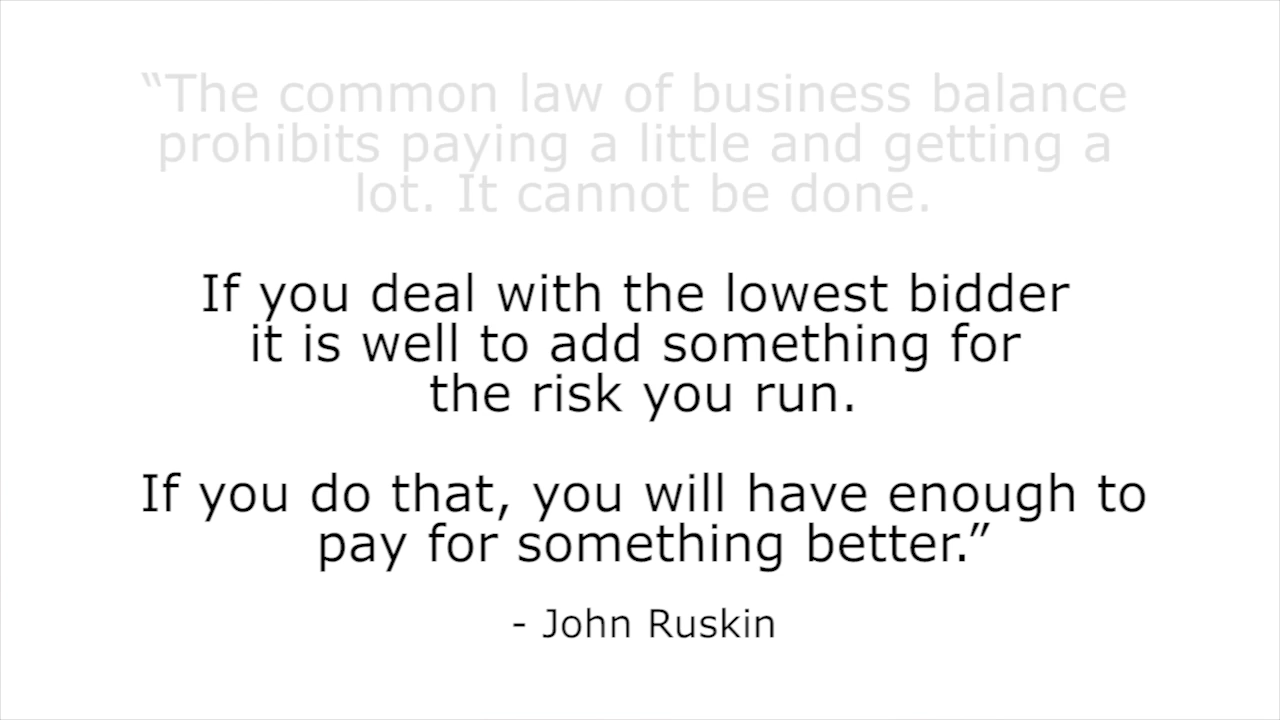 “The common law of business balance
prohibits paying a little and getting a
lot. It cannot be done.
If you deal with the lowest bidder
it is well to add something for
the risk you run.
If you do that, you will have enough to
pay for something better.”
- John Ruskin